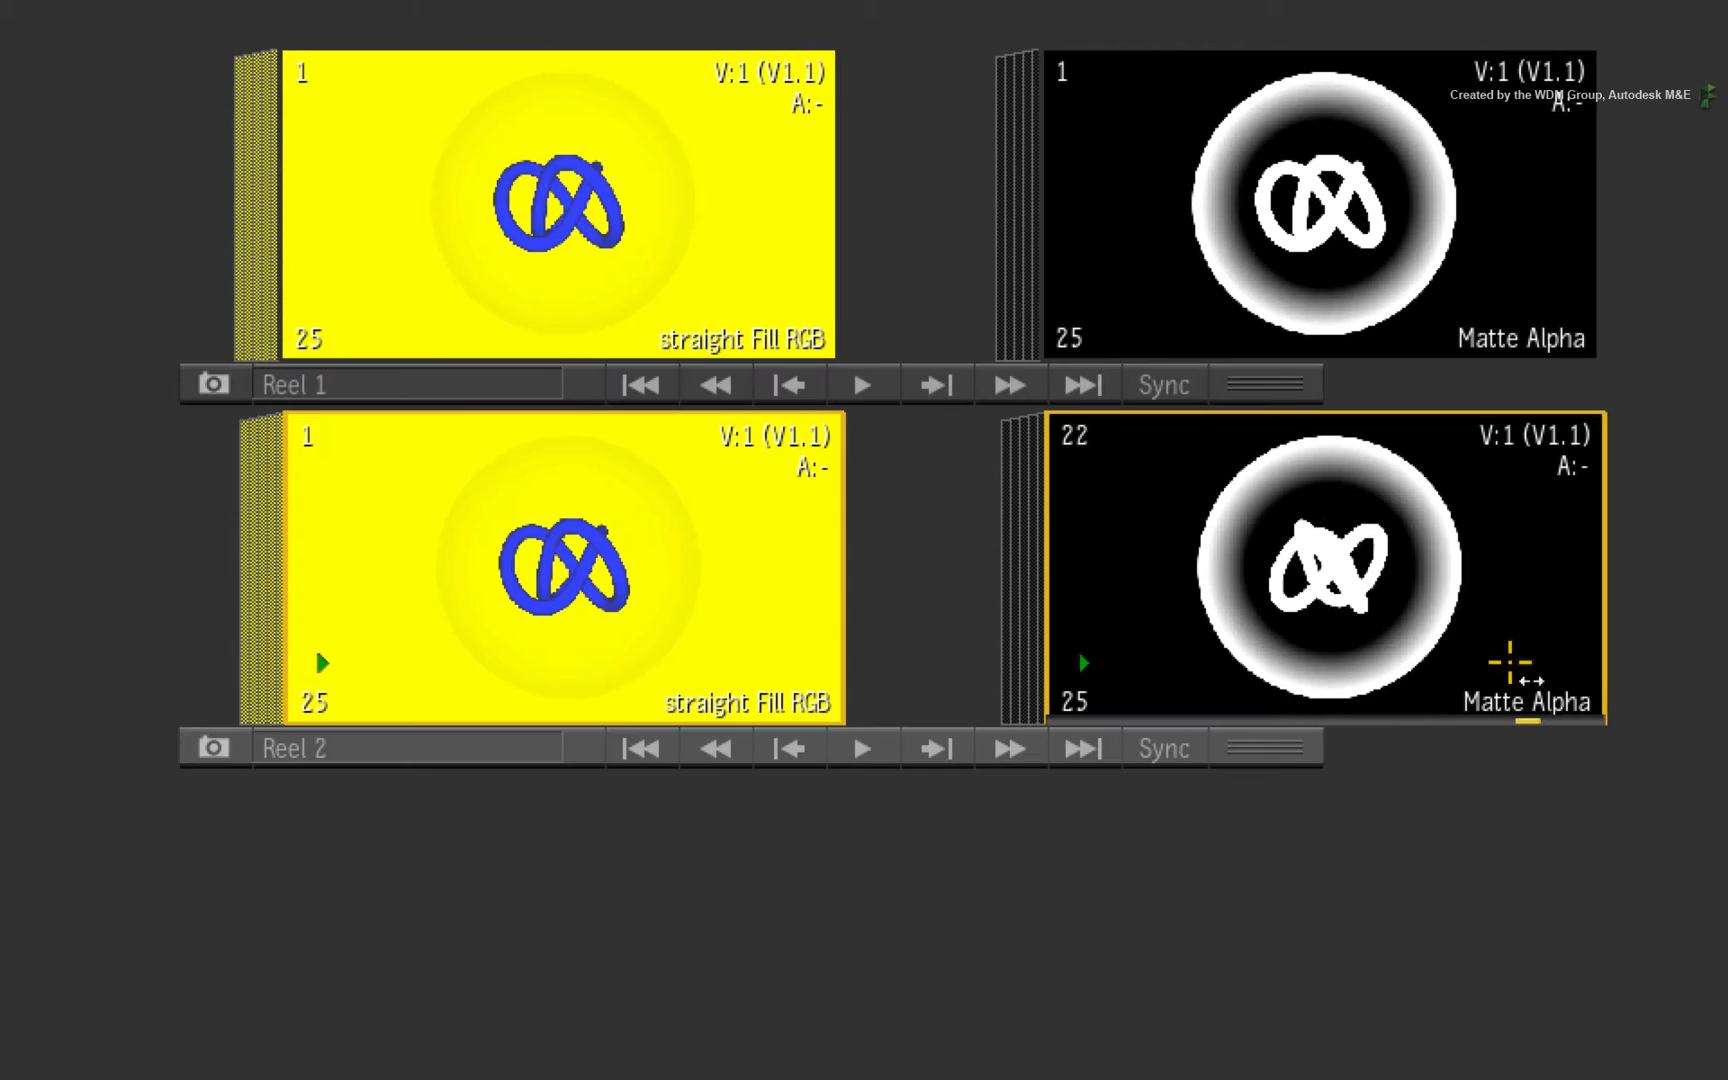 1
V:1 (V1.1)
A:-
25
straight Fill RGB
1
V:1 (V1.1)
Created by the WDM Group, Autodesk M&E
A:-
25
Matte Alpha
Reel 1
Sync
1
V:1 (V1.1)
A:-
25
straight Fill RGB
22
V:1 (V1.1)
A:-
25
Matte Alpha
Reel 2
Sync